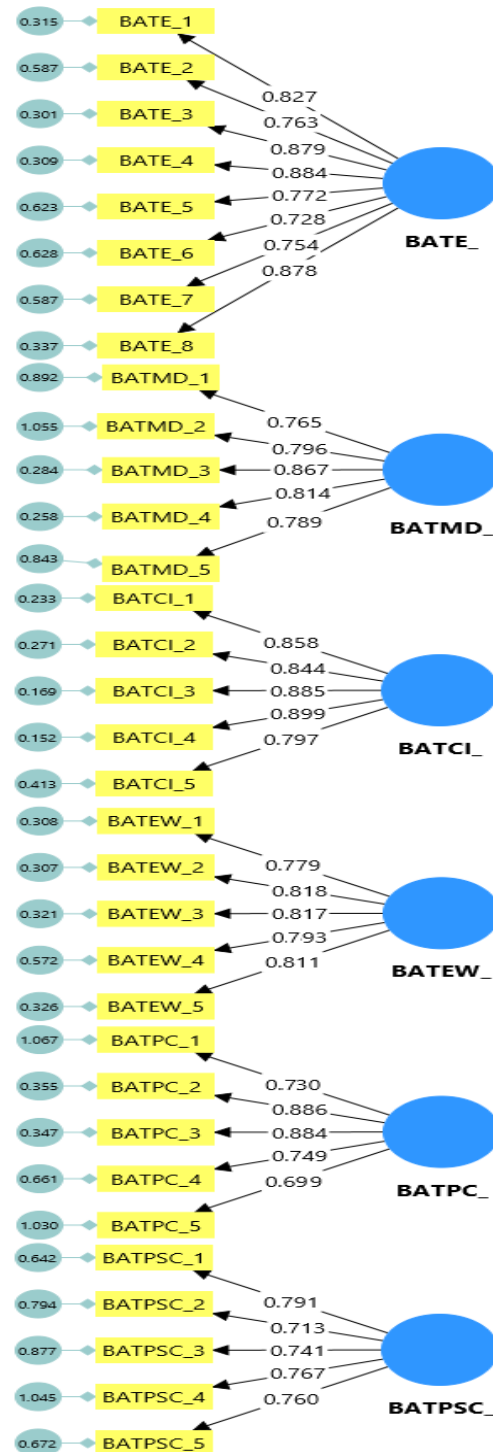 0.315 BATE_1
0.827
0.587 BATE_2
0.763
0.301 BATE_3
0.879
0.309 BATE_4
0.884
0.623 BATE_5
0.772
0.628 BATE_6
0.728
BATE_
0.754
0.587 BATE_7
0.878
0.337 BATE_8
0.892 BATMD_1
0.765
1.055 BATMD_2
0.796
0.284 BATMD_3
0.867
0.258 BATMD_4
0.814
BATMD_
0.789
0.843 BATMD_5
0.233 BATCI_1
0.858
0.271 BATCI_2
0.844
0.169 BATCI_3
0.885
0.152 BATCI_4
0.899
BATCI_
0.797
0.413 BATCI_5
0.308 BATEW_1
0.779
0.307 BATEW_2
0.818
0.321 BATEW_3
0.817
0.572 BATEW_4
0.793
BATEW_
0.811
0.326 BATEW_5
1.067 BATPC_1
0.730
0.355 BATPC_2
0.886
0.347 BATPC_3
0.884
0.661 BATPC_4
0.749
BATPC_
0.699
1.030 BATPC_5
0.642 BATPSC_1
0.791
0.794 BATPSC_2
0.713
0.877 BATPSC_3
0.741
1.045 BATPSC_4
0.767
BATPSC_
0.760
0.672 BATPSC_5